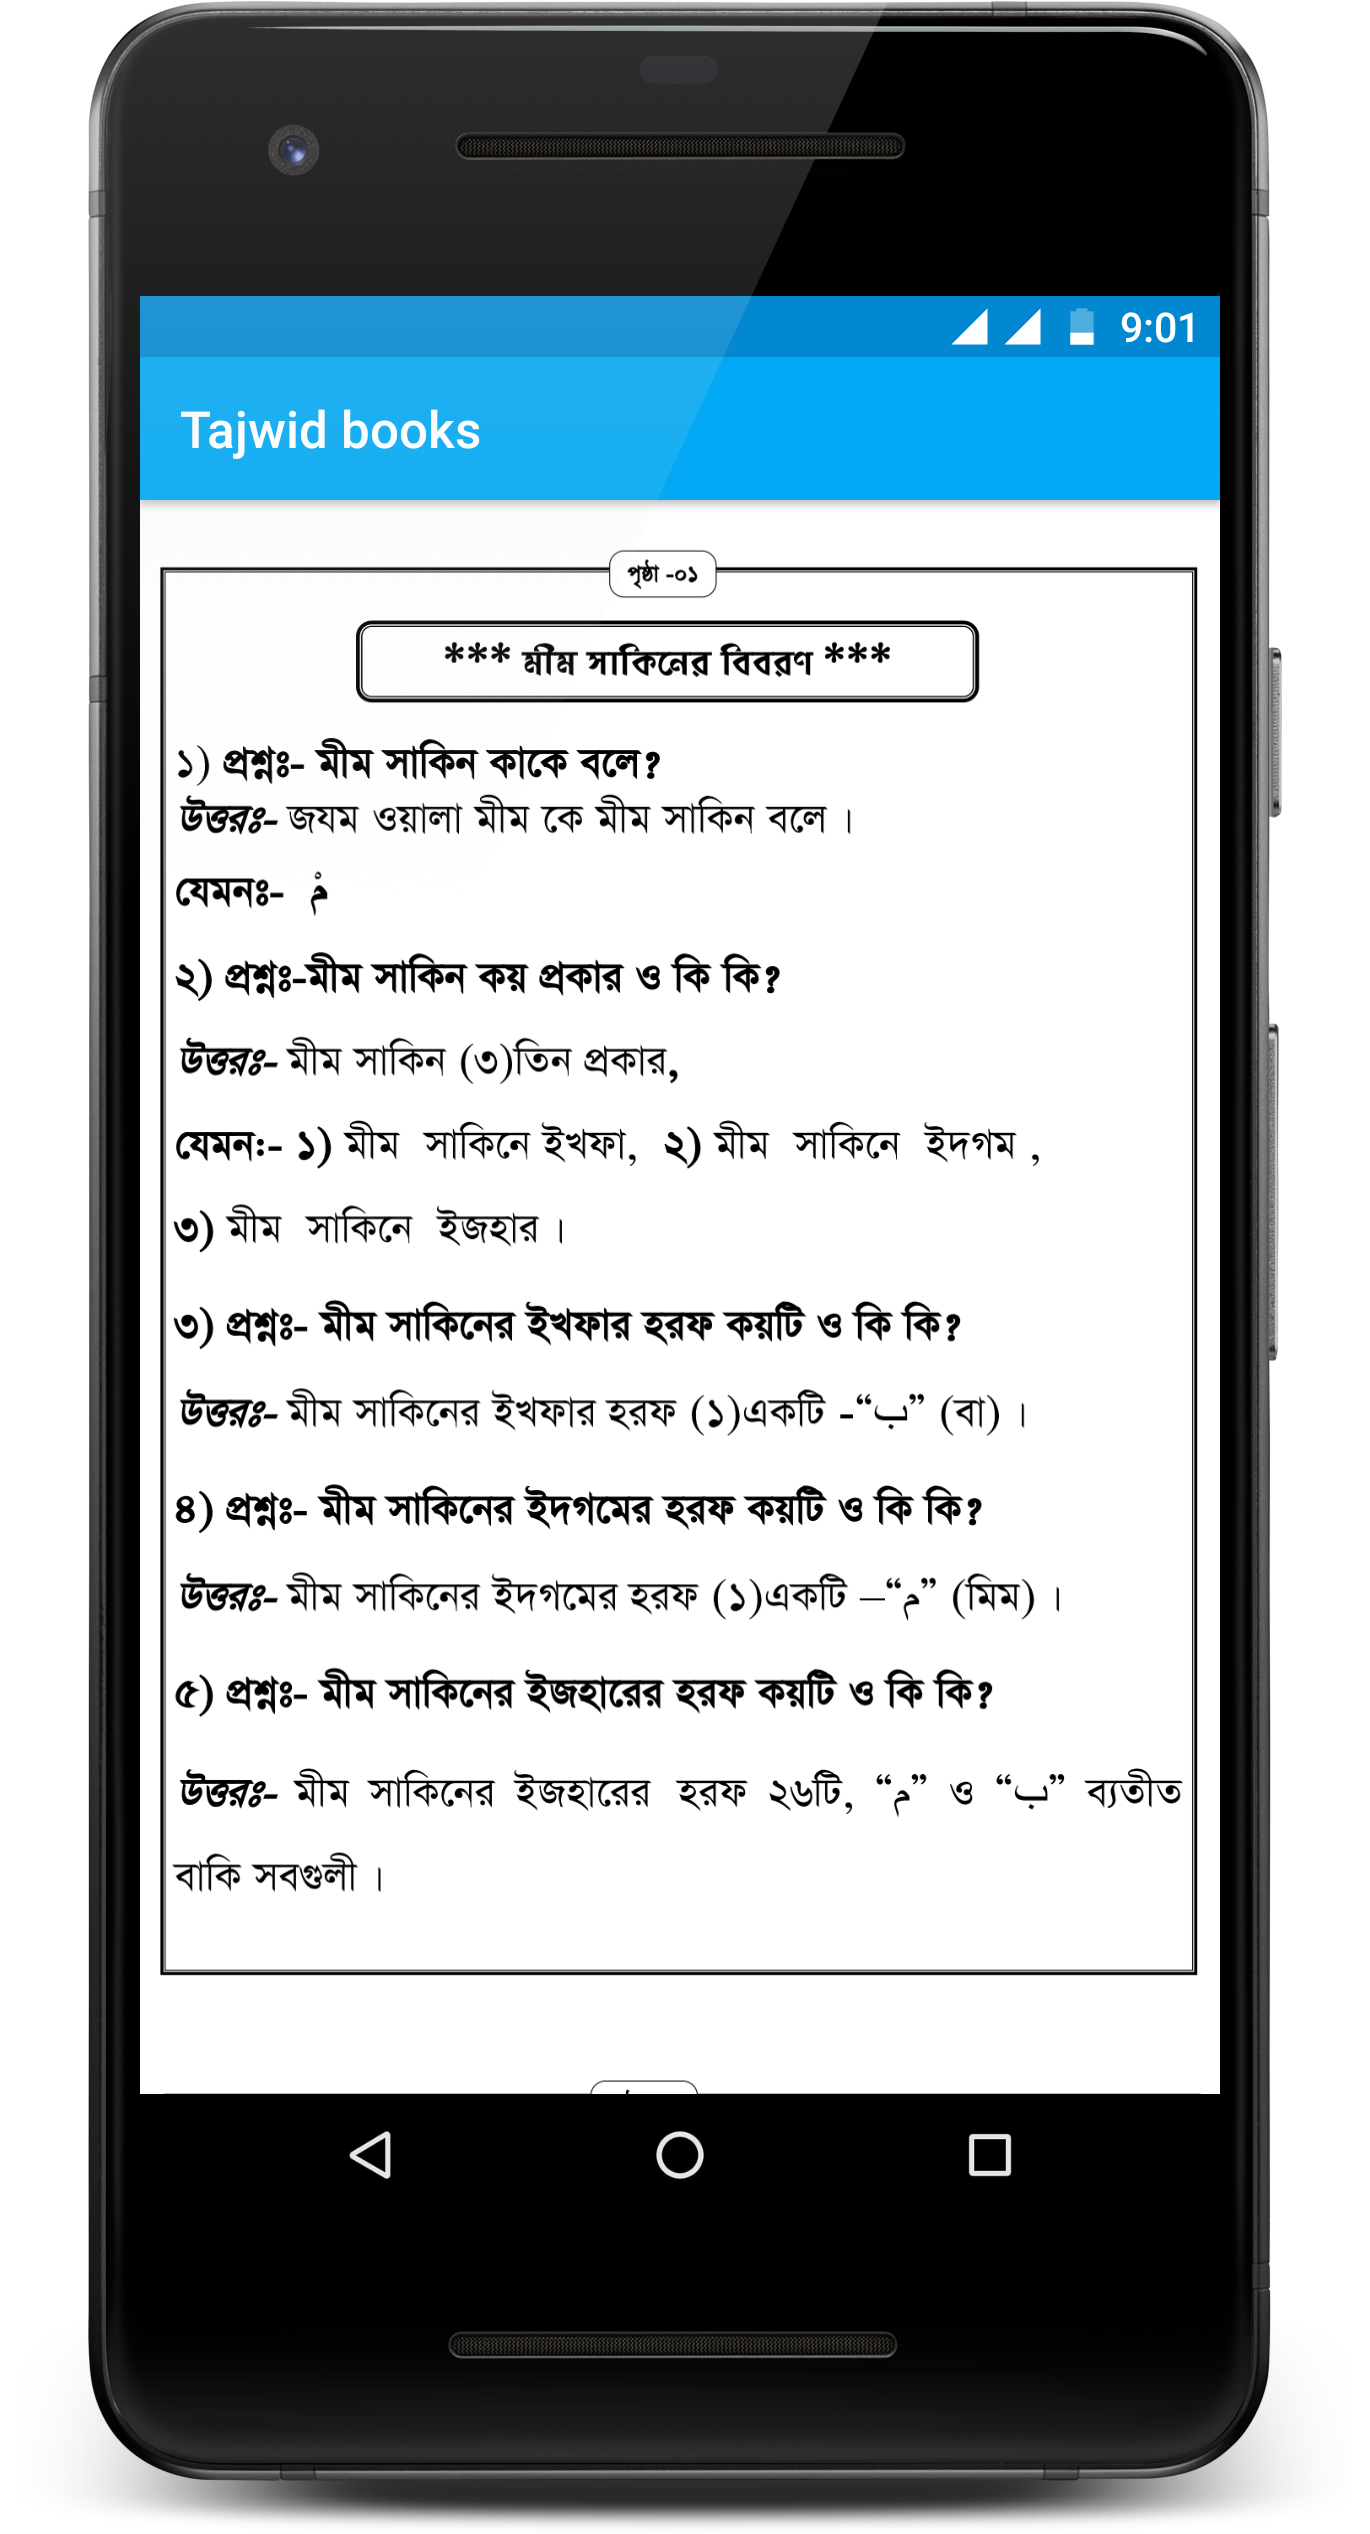 9:01
Tajwid books
পৃষ্ঠা -০১
*** মীম সাকিনের বিবরণ ***
১) প্রশ্নঃ- মীম সাকিন কাকে বলে?
উত্তরঃ- জযম ওয়ালা মীম কে মীম সাকিন বলে ।
যেমনঃ- مْ
২) প্রশ্নঃ-মীম সাকিন কয় প্রকার ও কি কি?
উত্তরঃ- মীম সাকিন (৩)তিন প্রকার,
যেমন:- ১) মীম সাকিনে ইখফা, ২) মীম সাকিনে ইদগম ,
৩) মীম সাকিনে ইজহার ।
৩) প্রশ্নঃ- মীম সাকিনের ইখফার হরফ কয়টি ও কি কি?
উত্তরঃ- মীম সাকিনের ইখফার হরফ (১)একটি -“ب” (বা) ।
৪) প্রশ্নঃ- মীম সাকিনের ইদগমের হরফ কয়টি ও কি কি?
উত্তরঃ- মীম সাকিনের ইদগমের হরফ (১)একটি –“م” (মিম) ।
৫) প্রশ্নঃ- মীম সাকিনের ইজহারের হরফ কয়টি ও কি কি?
উত্তরঃ- মীম সাকিনের ইজহারের হরফ ২৬টি, “م” ও “ب” ব্যতীত
বাকি সবগুলী ।